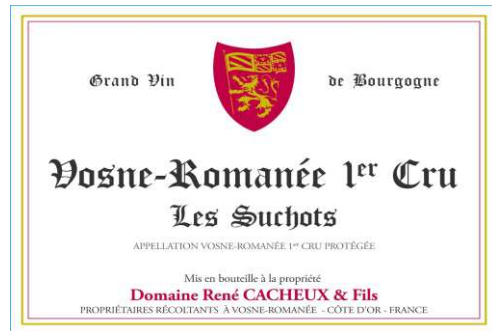 Grand Vin de Bourgogne
Vosne-Romanée 1er Cru
Les Suchots
APPELLATION VOSNE-ROMANÉE 1er CRU PROTÉGÉE
Mis en bouteille à la propriété
Domaine René CACHEUX & Fils
PROPRIÉTAIRES RÉCOLTANTS À VOSNE-ROMANÉE - CÔTE D'OR - FRANCE